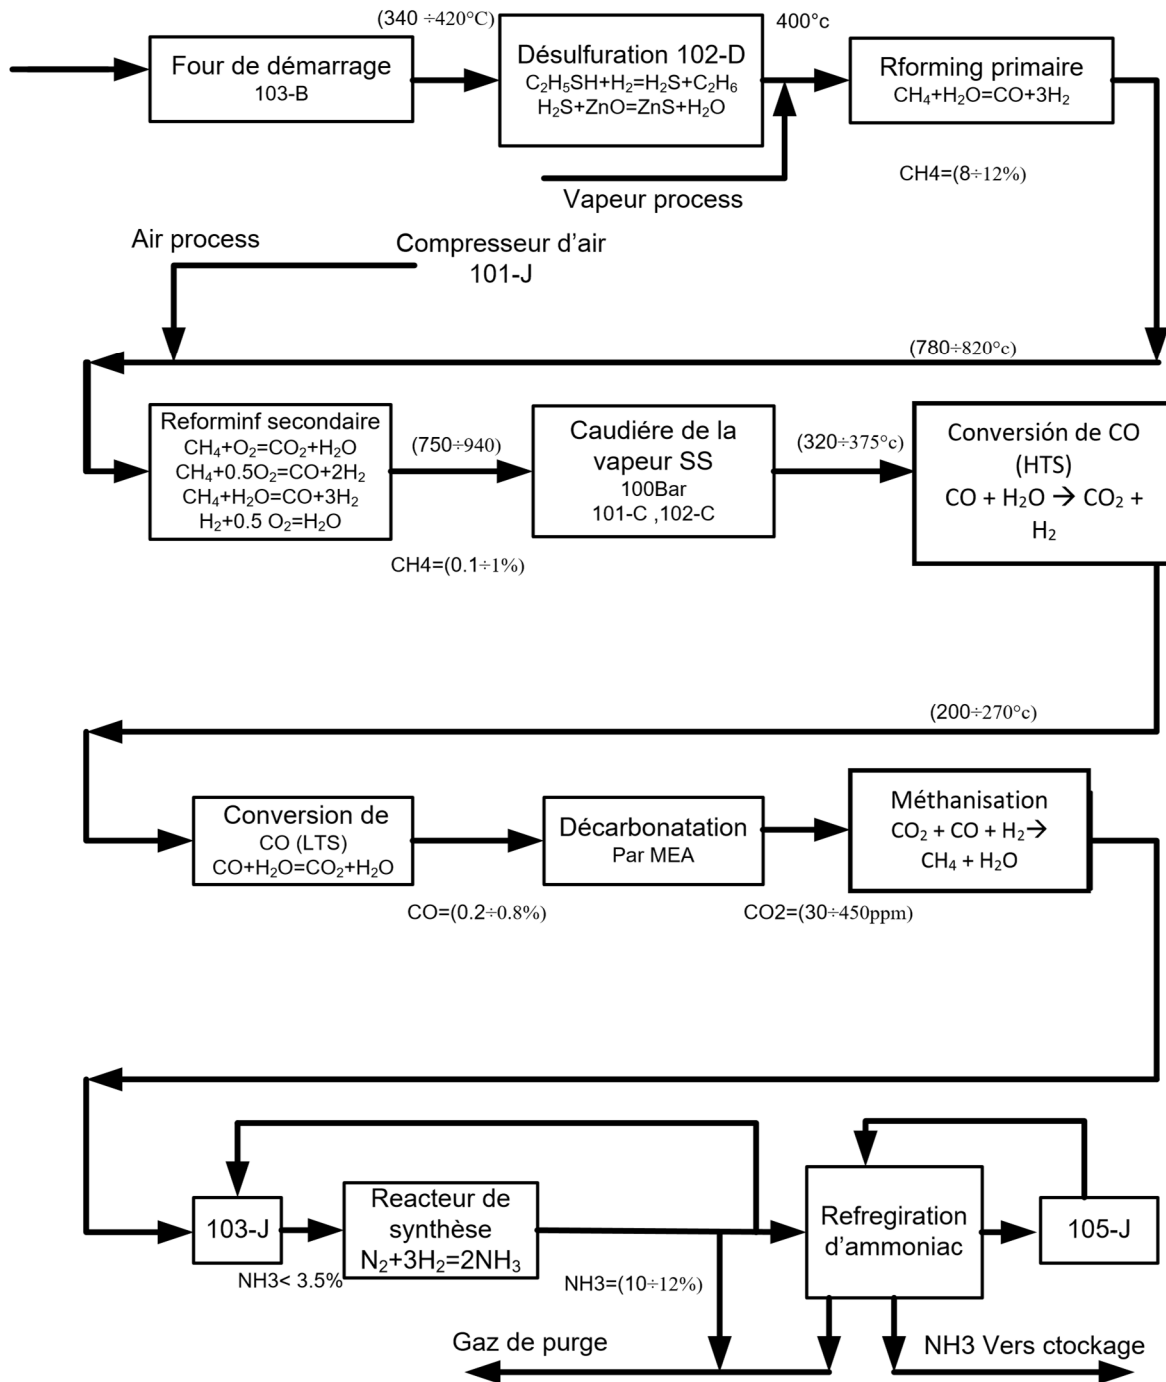 (340 ÷420°C)
400°c
Four de démarrage
103-B
Désulfuration 102-D
C₂H₅SH+H₂=H₂S+C₂H₆
H₂S+ZnO=ZnS+H₂O
Rforming primaire
CH₄+H₂O=CO+3H₂
Vapeur process
CH4=(8÷12%)
Air process
Compresseur d’air
101-J
(780÷820°c)
Reforminf secondaire
CH₄+O₂=CO₂+H₂O
CH₄+0.5O₂=CO+2H₂
CH₄+H₂O=CO+3H₂
H₂+0.5 O₂=H₂O
(750÷940)
Caudiére de la
vapeur SS
100Bar
101-C ,102-C
(320÷375°c)
Conversión de CO
(HTS)
CO + H₂O → CO₂ +
H₂
CH4=(0.1÷1%)
(200÷270°c)
Conversion de
CO (LTS)
CO+H₂O=CO₂+H₂O
Décarbonatation
Par MEA
Méthanisation
CO₂ + CO + H₂→
CH₄ + H₂O
CO=(0.2÷0.8%)
CO2=(30÷450ppm)
103-J
Reacteur de
synthèse
N₂+3H₂=2NH₃
Refregiration
d’ammoniac
105-J
NH3< 3.5%
NH3=(10÷12%)
Gaz de purge
NH3 Vers ctockage